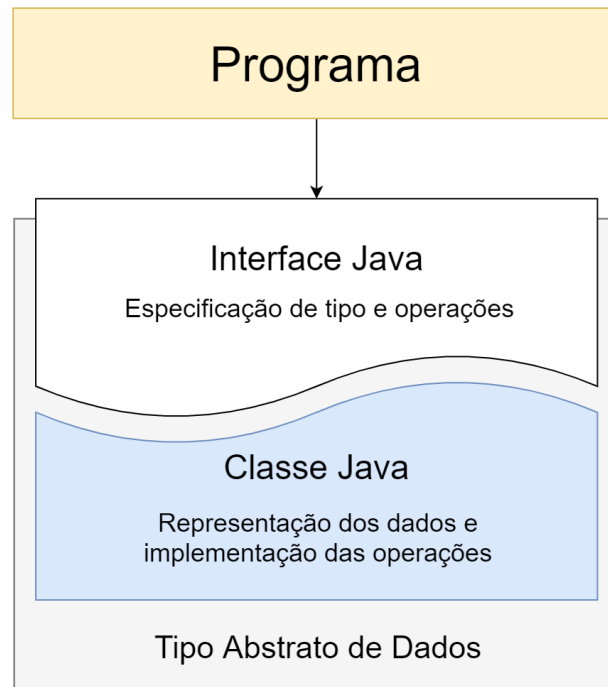 Programa
Interface Java
Especificação de tipo e operações
Classe Java
Representação dos dados e
implementação das operações
Tipo Abstrato de Dados